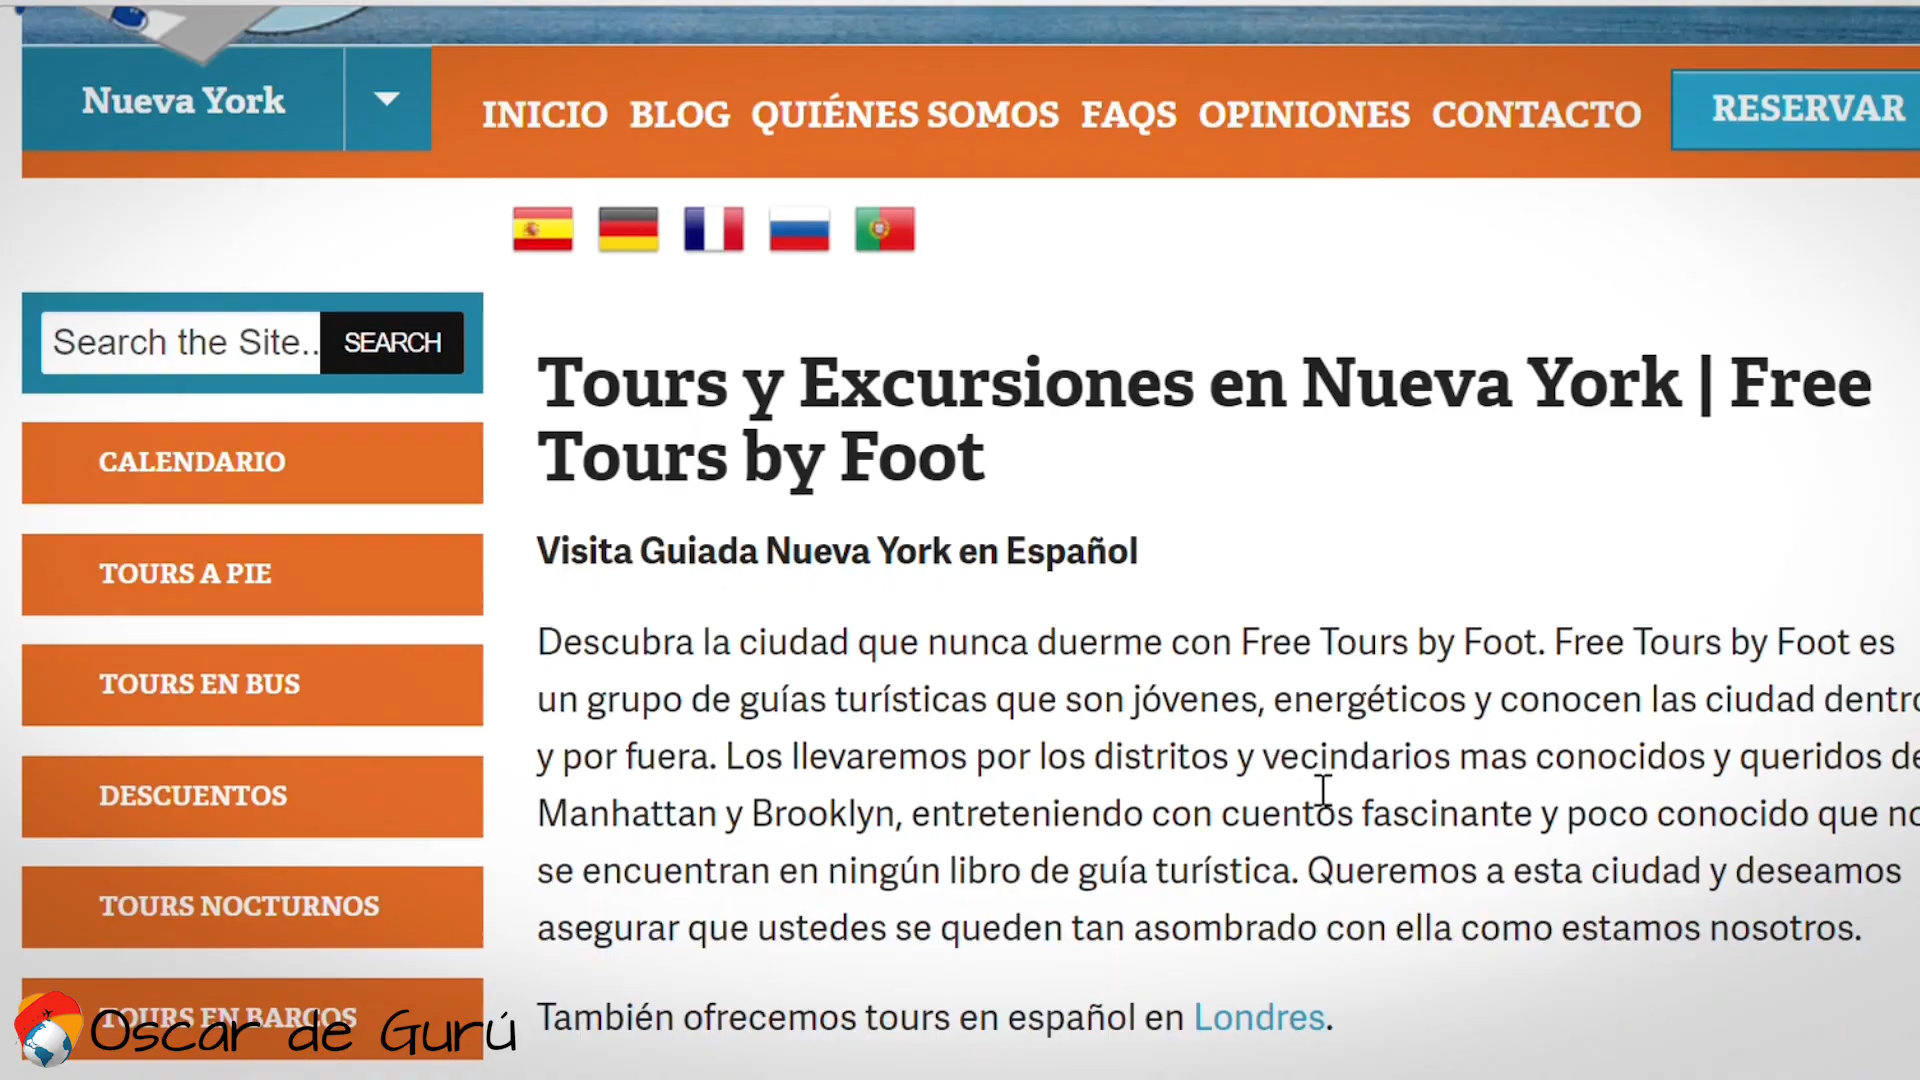 Nueva York
INICIO BLOG QUIÉNES SOMOS FAQS OPINIONES CONTACTO
RESERVAR
Search the Site..
SEARCH
CALENDARIO
TOURS A PIE
TOURS EN BUS
DESCUENTOS
TOURS NOCTURNOS
TOURS EN BARCOS
Tours y Excursiones en Nueva York | Free
Tours by Foot
Visita Guiada Nueva York en Español
Descubra la ciudad que nunca duerme con Free Tours by Foot. Free Tours by Foot es
un grupo de guías turísticas que son jóvenes, energéticos y conocen las ciudad dentro
y por fuera. Los llevaremos por los distritos y vecindarios mas conocidos y queridos de
Manhattan y Brooklyn, entreteniendo con cuentos fascinante y poco conocido que no
se encuentran en ningún libro de guía turística. Queremos a esta ciudad y deseamos
asegurar que ustedes se queden tan asombrado con ella como estamos nosotros.
También ofrecemos tours en español en Londres.
Oscar de Gurú